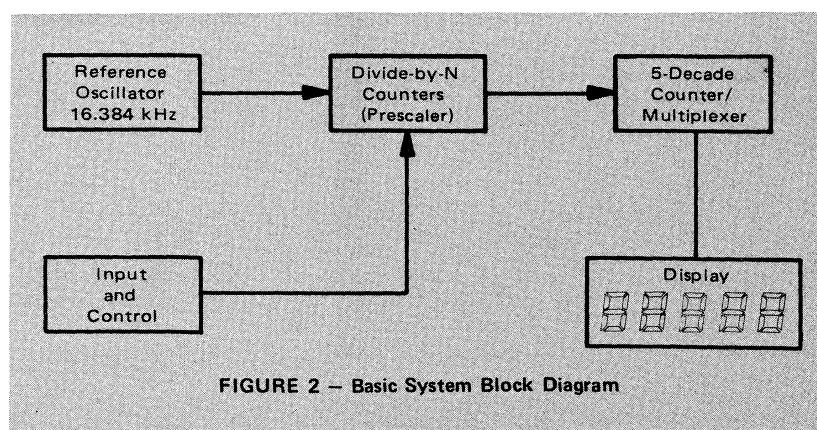 Reference
Oscillator
16.384 kHz
Divide-by-N
Counters
(Prescaler)
5-Decade
Counter/
Multiplexer
Input
and
Control
Display
88888
FIGURE 2 — Basic System Block Diagram